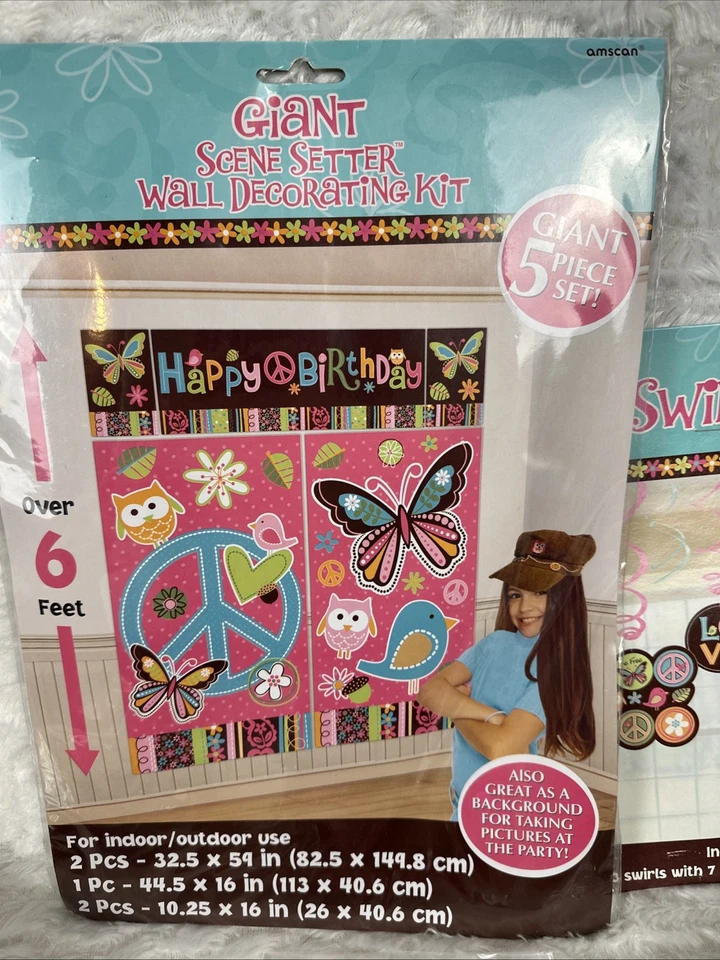 amscan
GiANT
SCENE SETTER™
WALL DECORATING KIT
GIANT
5 PIECE
SET!
HAppy BiRthDAy
Over
6
Feet
ALSO
GREAT AS A
BACKGROUND
FOR TAKING
PICTURES AT
THE PARTY!
For indoor/outdoor use
2 Pcs - 32.5 x 59 in (82.5 x 149.8 cm)
1 Pc - 44.5 x 16 in (113 x 40.6 cm)
2 Pcs - 10.25 x 16 in (26 x 40.6 cm)
swirls with 7